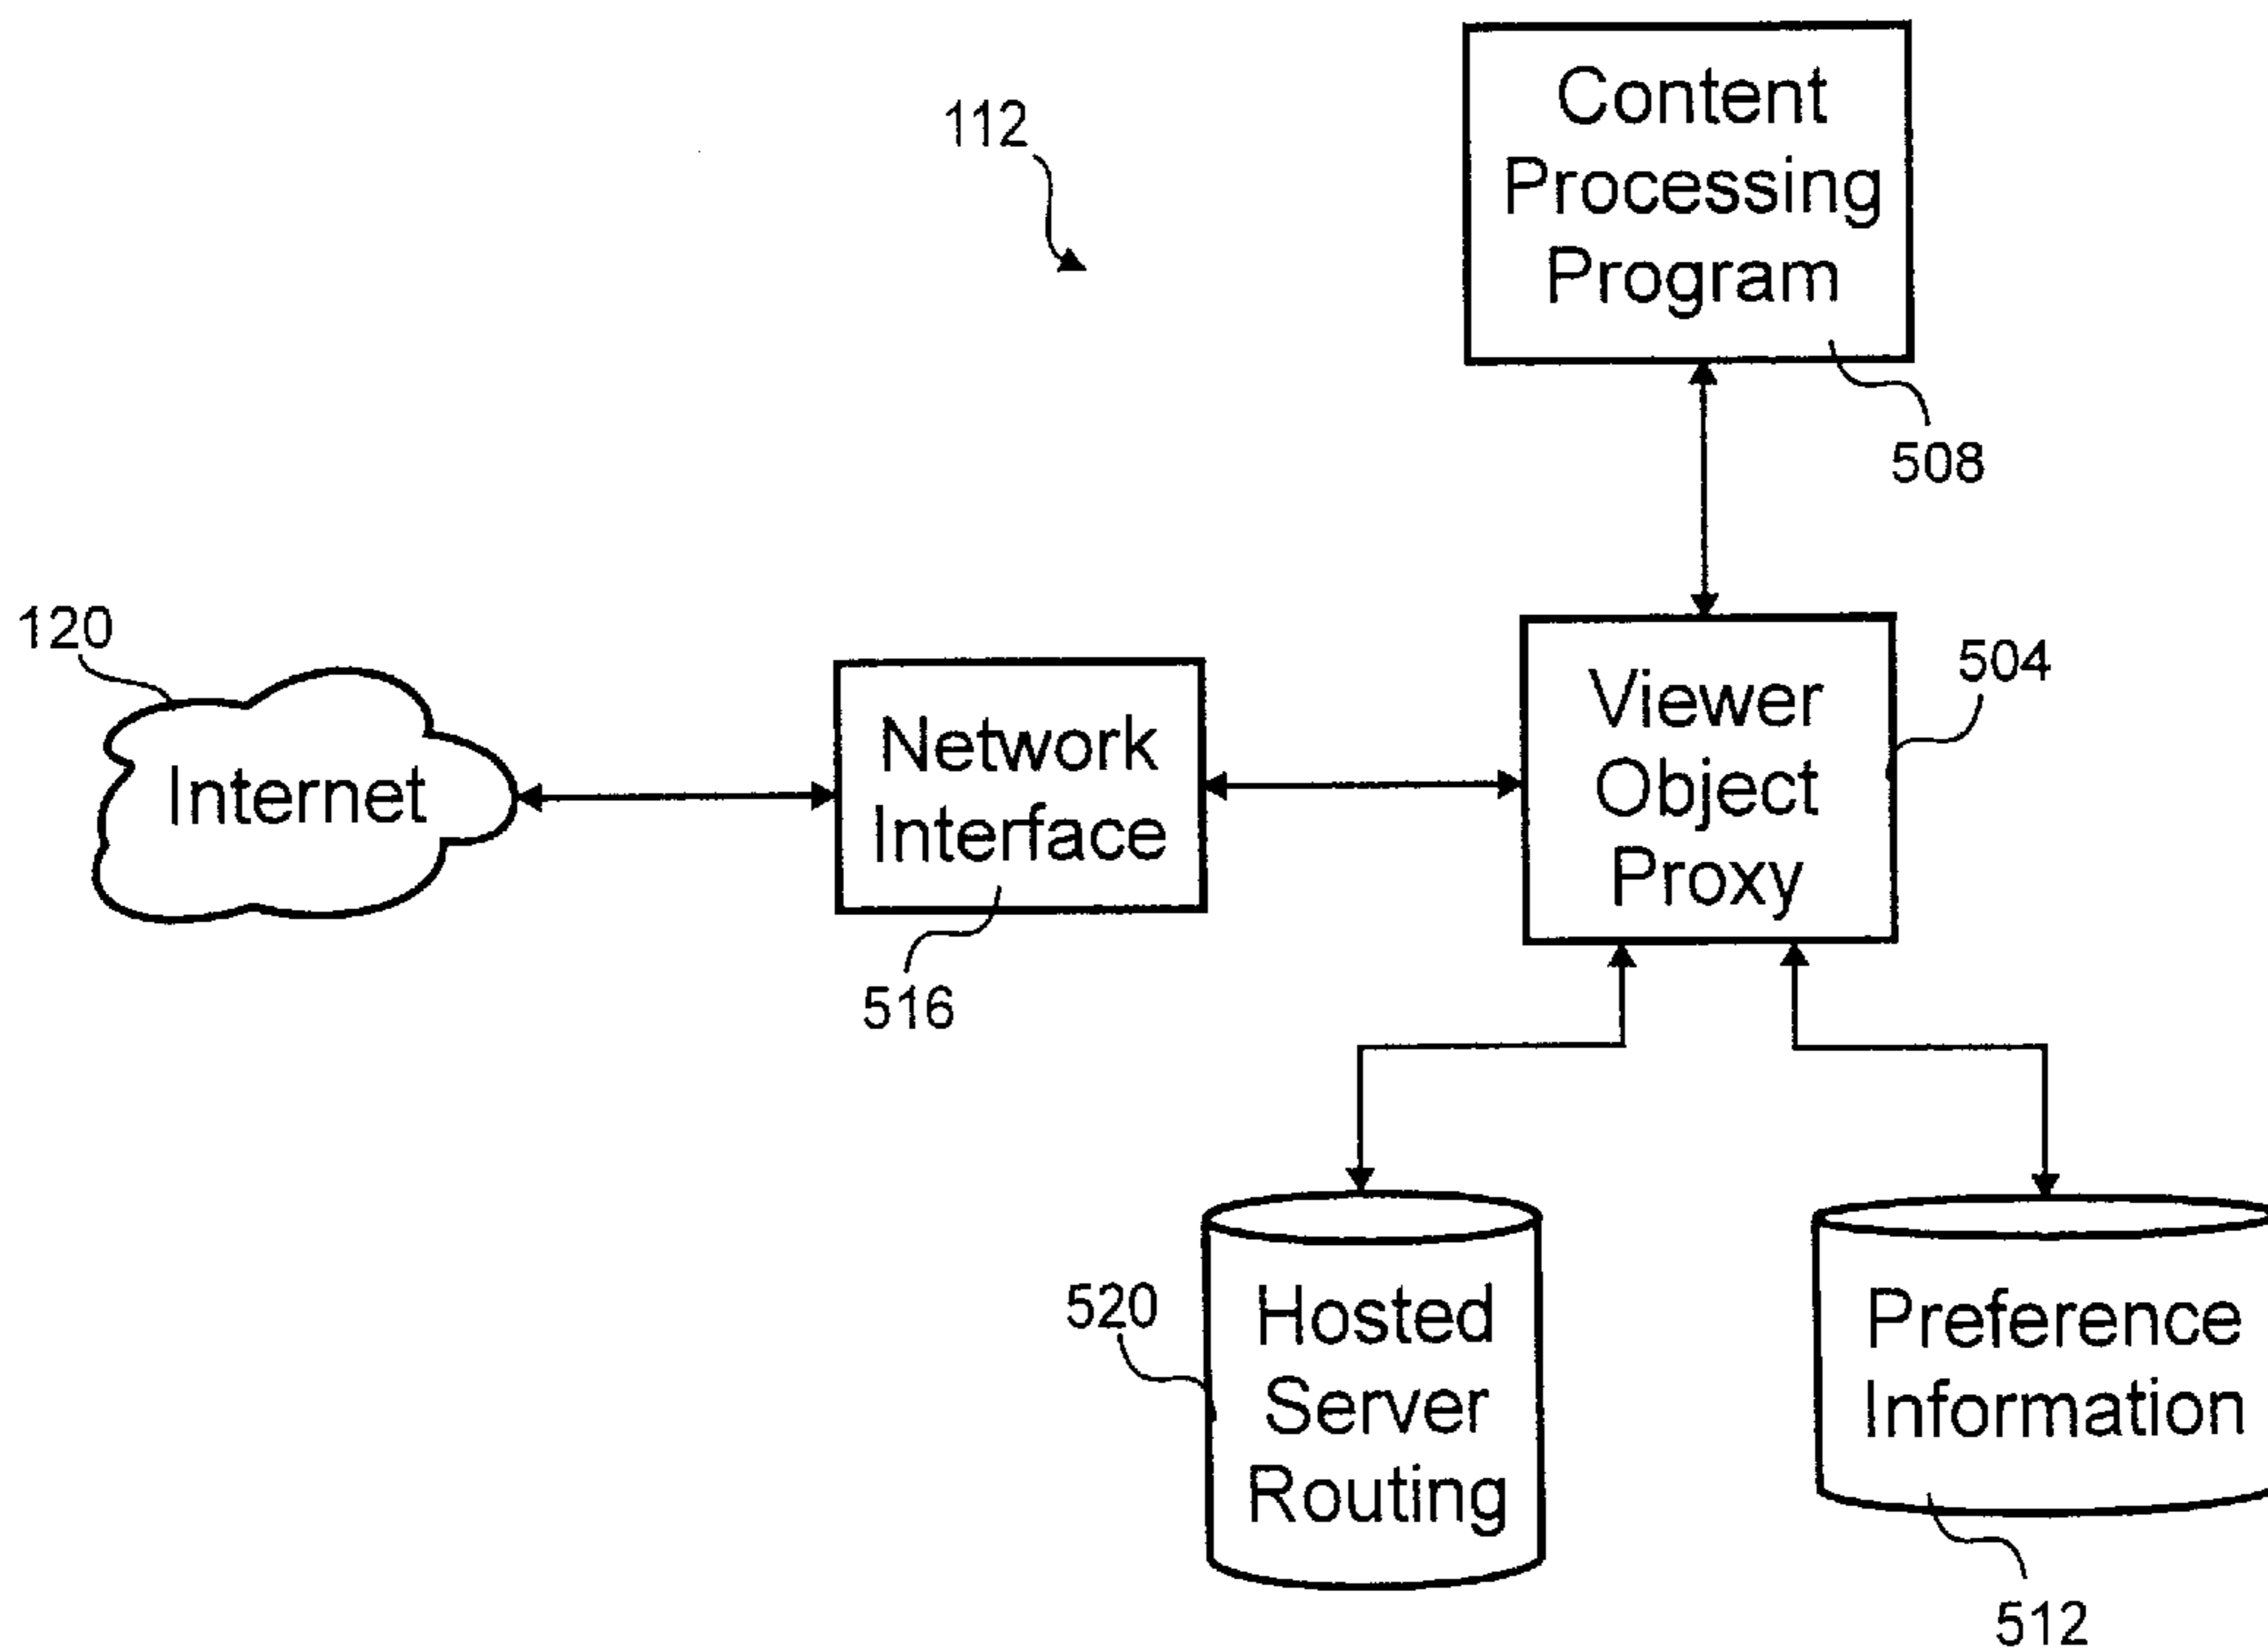 112
Content
Processing
Program
508
120
Internet
Network
Interface
516
Viewer
Object
Proxy
504
520
Hosted
Server
Routing
Preference
Information
512